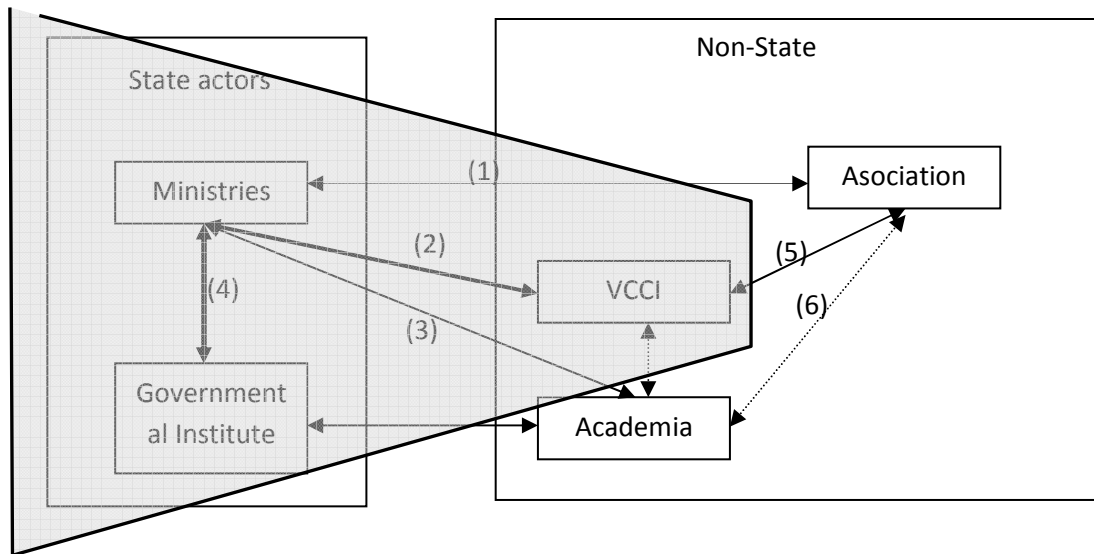 Non-State
State actors
(1)
Ministries
Asociation
(2)
(5)
VCCI
(4)
(6)
(3)
Government
al Institute
Academia